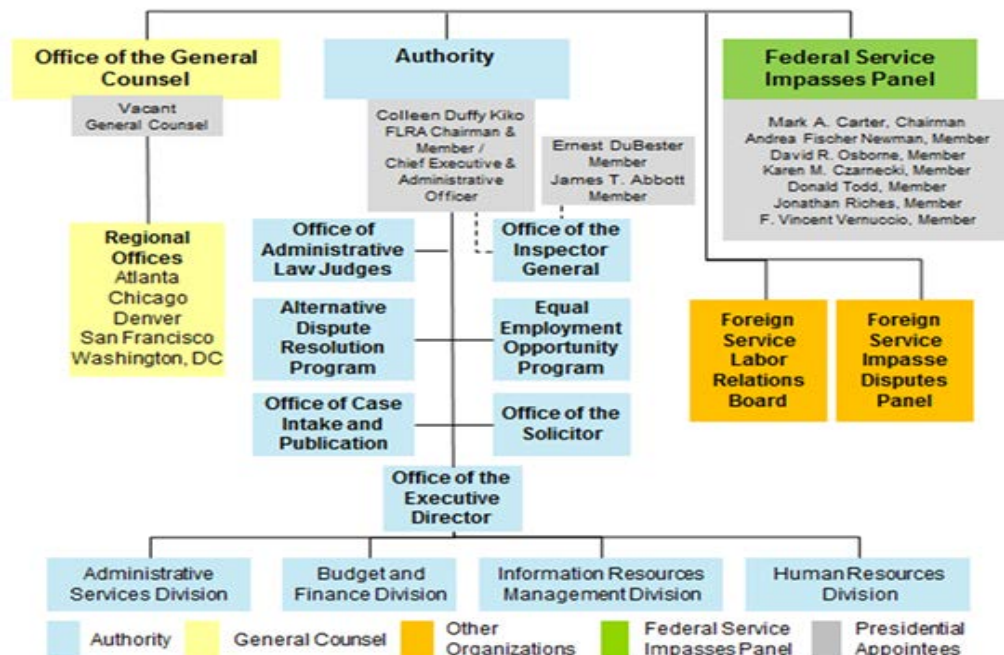 Office of the General
Counsel
Vacant
General Counsel
Regional
Offices
Atlanta
Chicago
Denver
San Francisco
Washington, DC
Authority
Colleen Duffy Kiko
FLRA Chairman &
Member /
Chief Executive &
Administrative
Officer
Ernest DuBester
Member
James T. Abbott
Member
Federal Service
Impasses Panel
Mark A. Carter, Chairman
Andrea Fischer Newman, Member
David R. Osborne, Member
Karen M. Czarnecki, Member
Donald Todd, Member
Jonathan Riches, Member
F. Vincent Vernuccio, Member
Office of
Administrative
Law Judges
Office of the
Inspector
General
Alternative
Dispute
Resolution
Program
Equal
Employment
Opportunity
Program
Office of Case
Intake and
Publication
Office of the
Solicitor
Foreign
Service
Labor
Relations
Board
Foreign
Service
Impasse
Disputes
Panel
Office of the
Executive
Director
Administrative
Services Division
Budget and
Finance Division
Information Resources
Management Division
Human Resources
Division
Authority
General Counsel
Other
Organizations
Federal Service
Impasses Panel
Presidential
Appointees